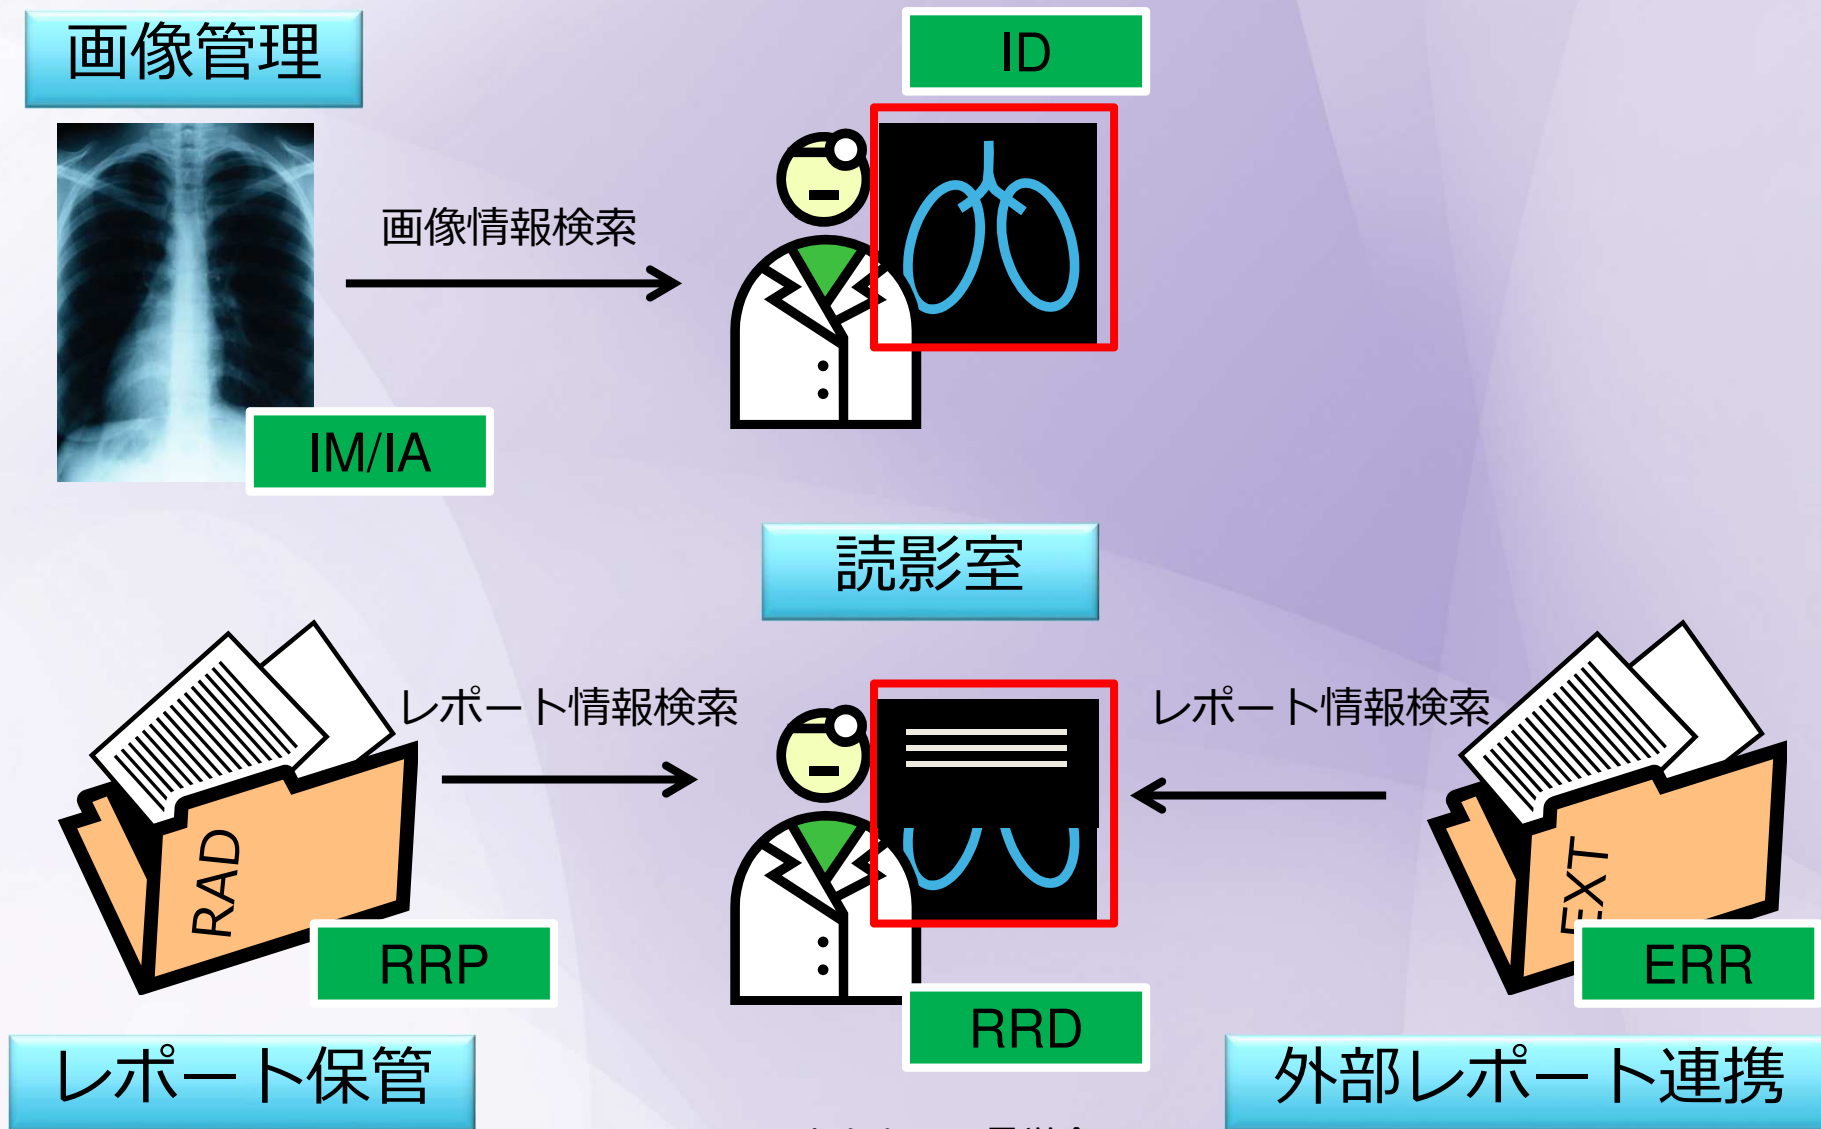 画像管理
ID
画像情報検索
IM/IA
読影室
レポート情報検索
レポート情報検索
RAD
EXT
RRP
ERR
RRD
レポート保管
外部レポート連携